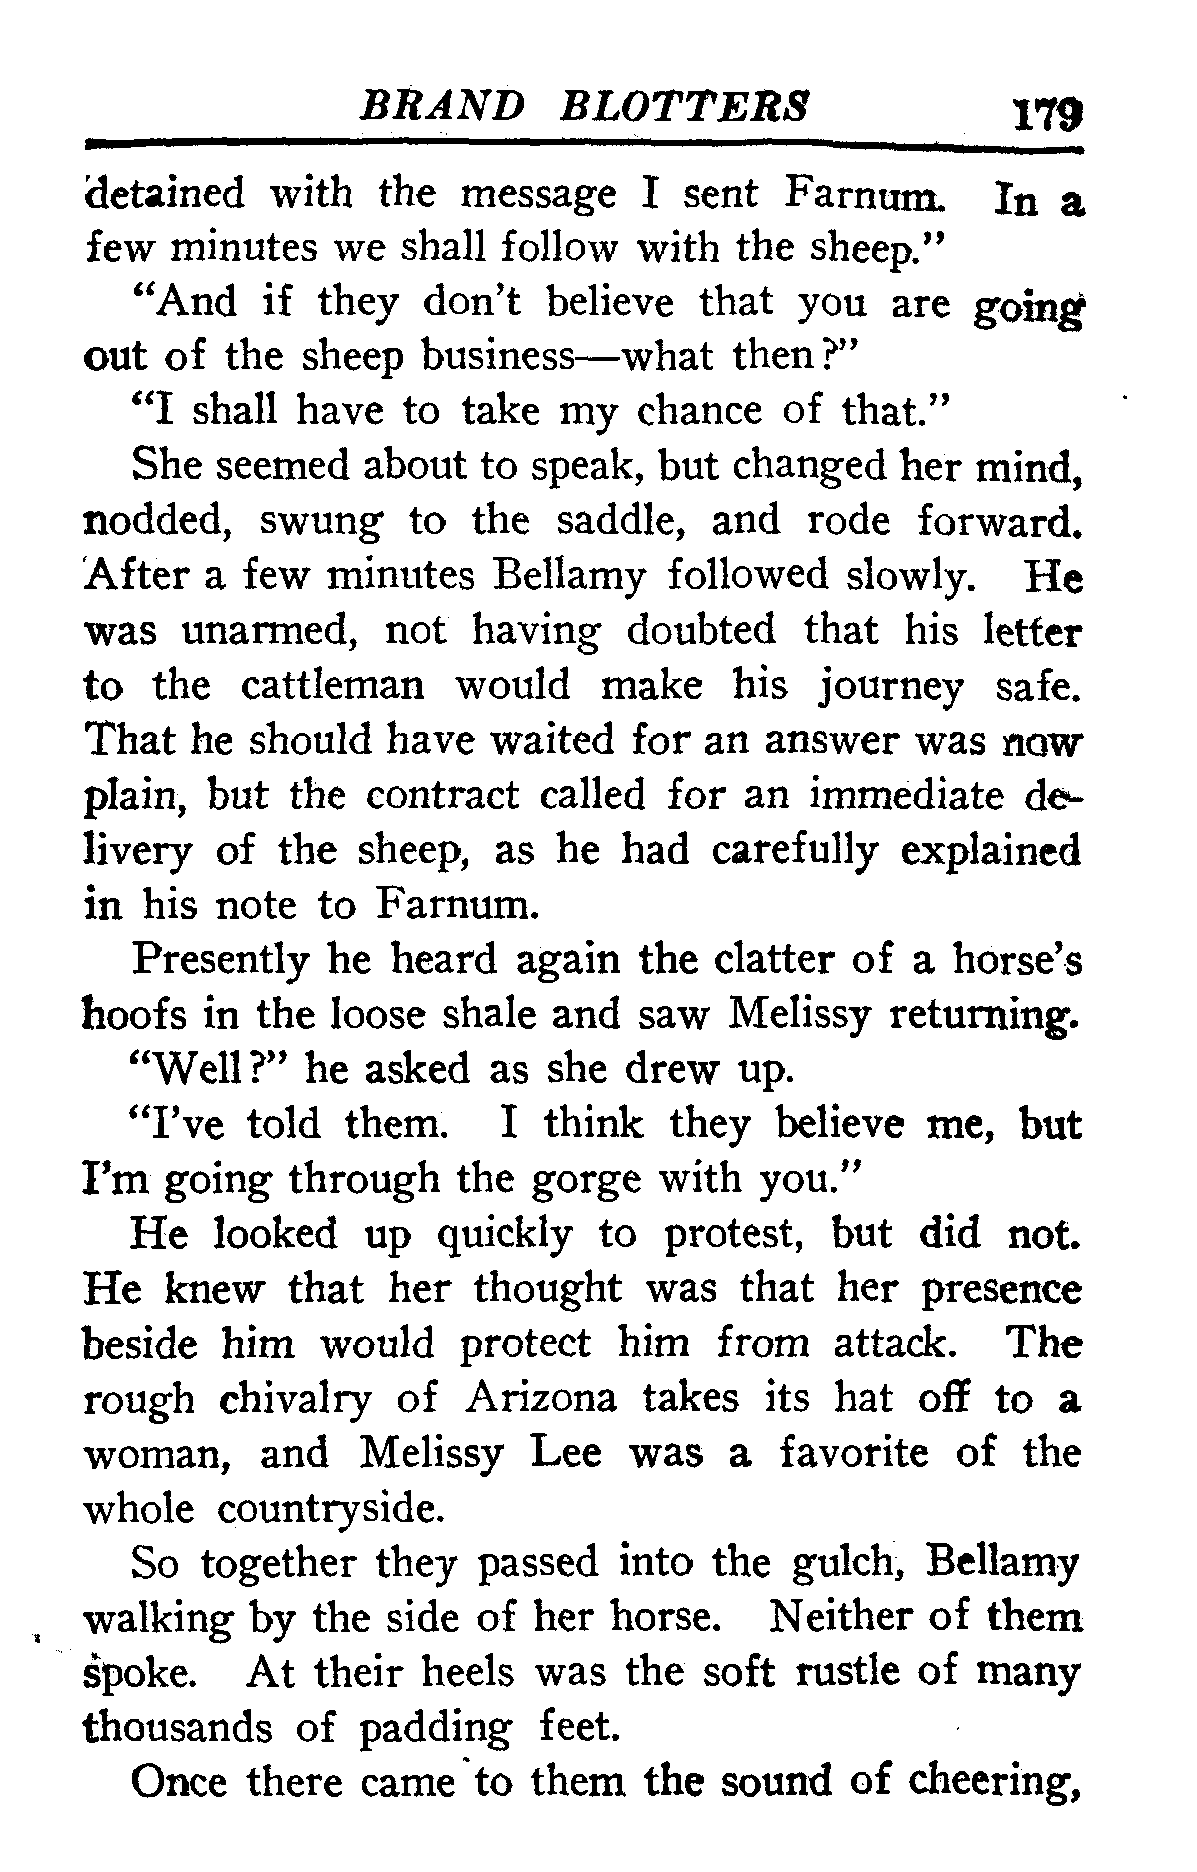 BRAND BLOTTERS 179
detained with the message I sent Farnum. In a
few minutes we shall follow with the sheep."
"And if they don't believe that you are going
out of the sheep business—what then?"
"I shall have to take my chance of that."
She seemed about to speak, but changed her mind,
nodded, swung to the saddle, and rode forward.
After a few minutes Bellamy followed slowly. He
was unarmed, not having doubted that his letter
to the cattleman would make his journey safe.
That he should have waited for an answer was now
plain, but the contract called for an immediate de-
livery of the sheep, as he had carefully explained
in his note to Farnum.
Presently he heard again the clatter of a horse's
hoofs in the loose shale and saw Melissy returning.
"Well?" he asked as she drew up.
"I've told them. I think they believe me, but
I'm going through the gorge with you."
He looked up quickly to protest, but did not.
He knew that her thought was that her presence
beside him would protect him from attack. The
rough chivalry of Arizona takes its hat off to a
woman, and Melissy Lee was a favorite of the
whole countryside.
So together they passed into the gulch, Bellamy
walking by the side of her horse. Neither of them
spoke. At their heels was the soft rustle of many
thousands of padding feet.
Once there came to them the sound of cheering,